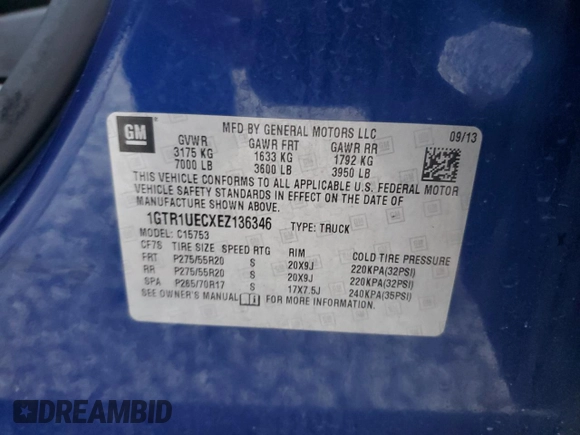 GM
MFD BY GENERAL MOTORS LLC
09/13
GVWR GAWR FRT GAWR RR
3175 KG 1633 KG 1792 KG
7000 LB 3600 LB 3950 LB
THIS VEHICLE CONFORMS TO ALL APPLICABLE U.S. FEDERAL MOTOR
VEHICLE SAFETY STANDARDS IN EFFECT ON THE DATE OF
MANUFACTURE SHOWN ABOVE.
1GTR1UECXEZ136346 TYPE: TRUCK
MODEL: C15753
CF7S TIRE SIZE SPEED RTG RIM COLD TIRE PRESSURE
FRT P275/55R20 S 20X9J 220KPA(32PSI)
RR P275/55R20 S 20X9J 220KPA(32PSI)
SPA P265/70R17 S 17X7.5J 240KPA(35PSI)
SEE OWNER'S MANUAL FOR MORE INFORMATION
DREAMBID